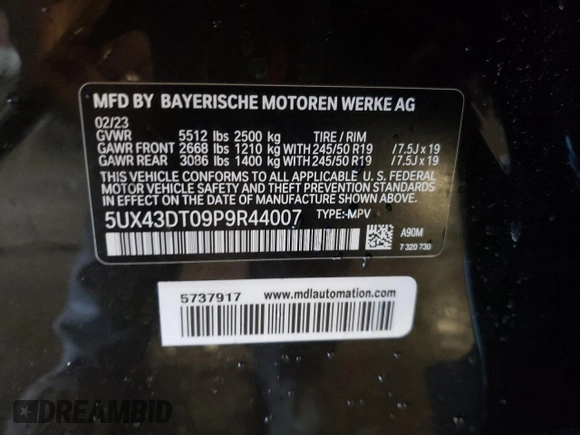 MFD BY BAYERISCHE MOTOREN WERKE AG
02/23
GVWR 5512 lbs 2500 kg TIRE / RIM
GAWR FRONT 2668 lbs 1210 kg WITH 245/50 R19 /7.5J x 19
GAWR REAR 3086 lbs 1400 kg WITH 245/50 R19 /7.5J x 19
THIS VEHICLE CONFORMS TO ALL APPLICABLE U. S. FEDERAL
MOTOR VEHICLE SAFETY AND THEFT PREVENTION STANDARDS
IN EFFECT ON THE DATE OF MANUFACTURE SHOWN ABOVE.
5UX43DT09P9R44007 TYPE: MPV
A90M
7 320 730
5737917 www.mdlautomation.com
DREAMBID